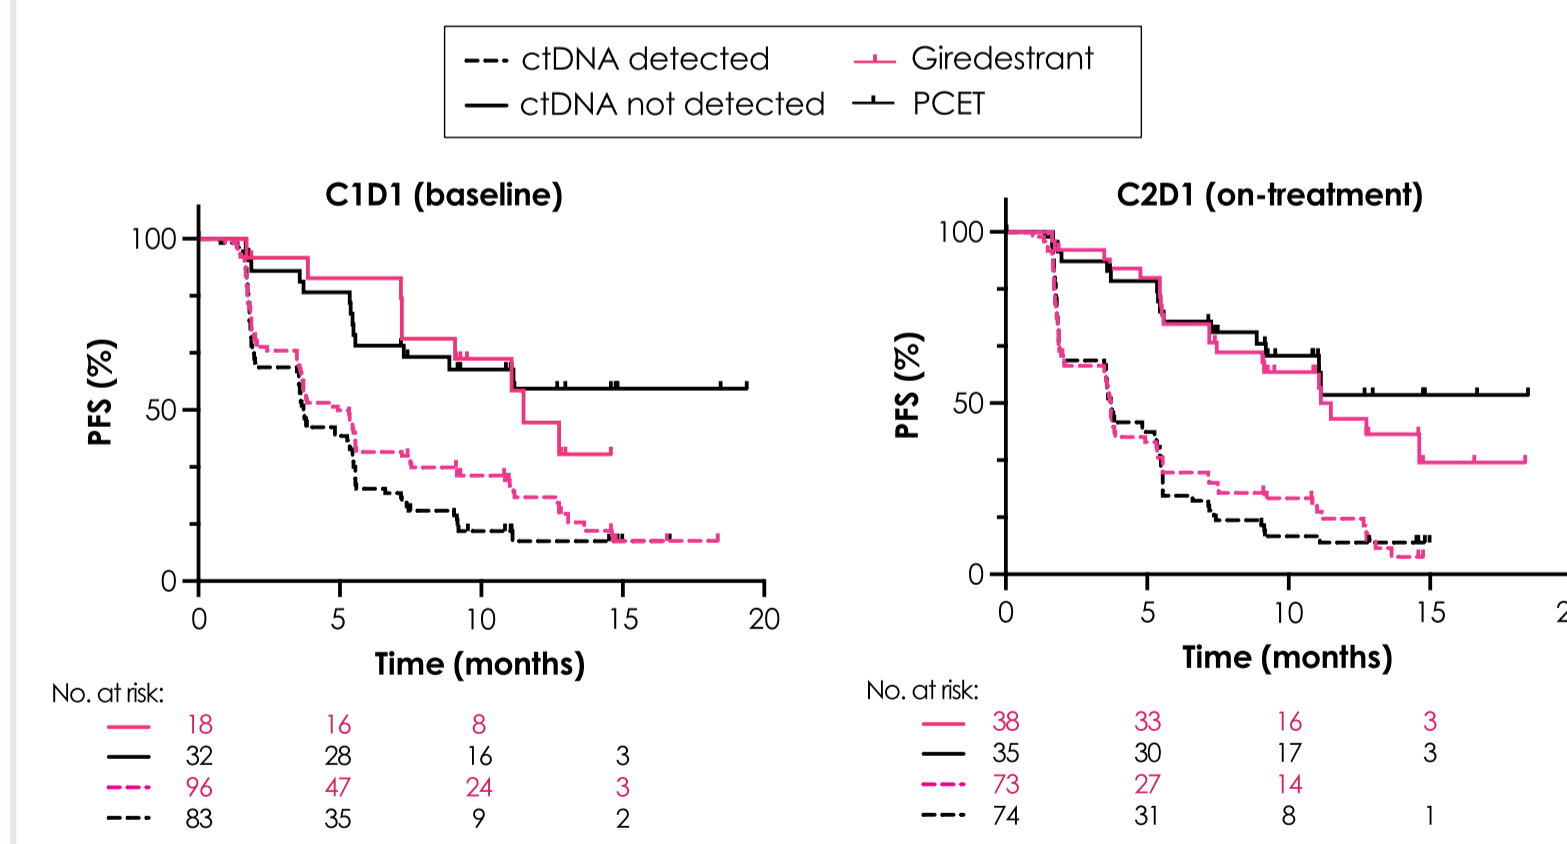 ctDNA detected Giredestrant
ctDNA not detected PCET
C1D1 (baseline)
100
50
0
PFS (%)
0 5 10 15 20
Time (months)
No. at risk:
18 16 8
32 28 16 3
96 47 24 3
83 35 9 2
C2D1 (on-treatment)
100
50
0
PFS (%)
0 5 10 15 2
Time (months)
No. at risk:
38 33 16 3
35 30 17 3
73 27 14
74 31 8 1